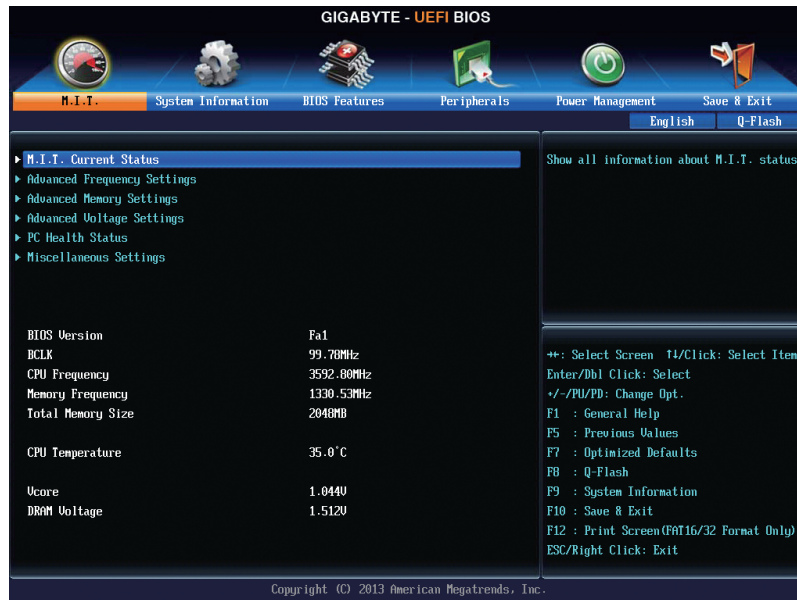 GIGABYTE - UEFI BIOS
M.I.T. System Information BIOS Features Peripherals Power Management Save & Exit
English Q-Flash
M.I.T. Current Status
Advanced Frequency Settings
Advanced Memory Settings
Advanced Voltage Settings
PC Health Status
Miscellaneous Settings
BIOS Version Fa1
BCLK 99.78MHz
CPU Frequency 3592.80MHz
Memory Frequency 1330.53MHz
Total Memory Size 2048MB
CPU Temperature 35.0°C
Vcore 1.044V
DRAM Voltage 1.512V
Show all information about M.I.T. status
→←: Select Screen ↑↓/Click: Select Item
Enter/Dbl Click: Select
+/-/PU/PD: Change Opt.
F1 : General Help
F5 : Previous Values
F7 : Optimized Defaults
F8 : Q-Flash
F9 : System Information
F10 : Save & Exit
F12 : Print Screen(FAT16/32 Format Only)
ESC/Right Click: Exit
Copyright (C) 2013 American Megatrends, Inc.